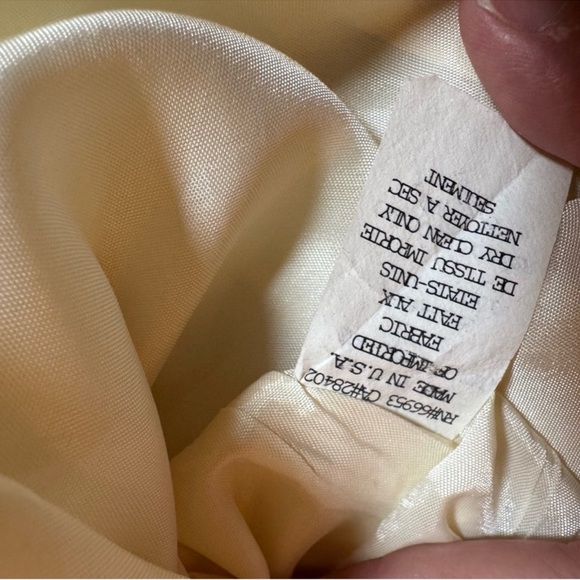 RN#66953 CA#28402
MADE IN U.S.A.
OF IMPORTED
FABRIC
FAIT AUX
ETATS-UNIS
DE TISSU IMPORTE
DRY CLEAN ONLY
NETTOYER A SEC
SEULMENT